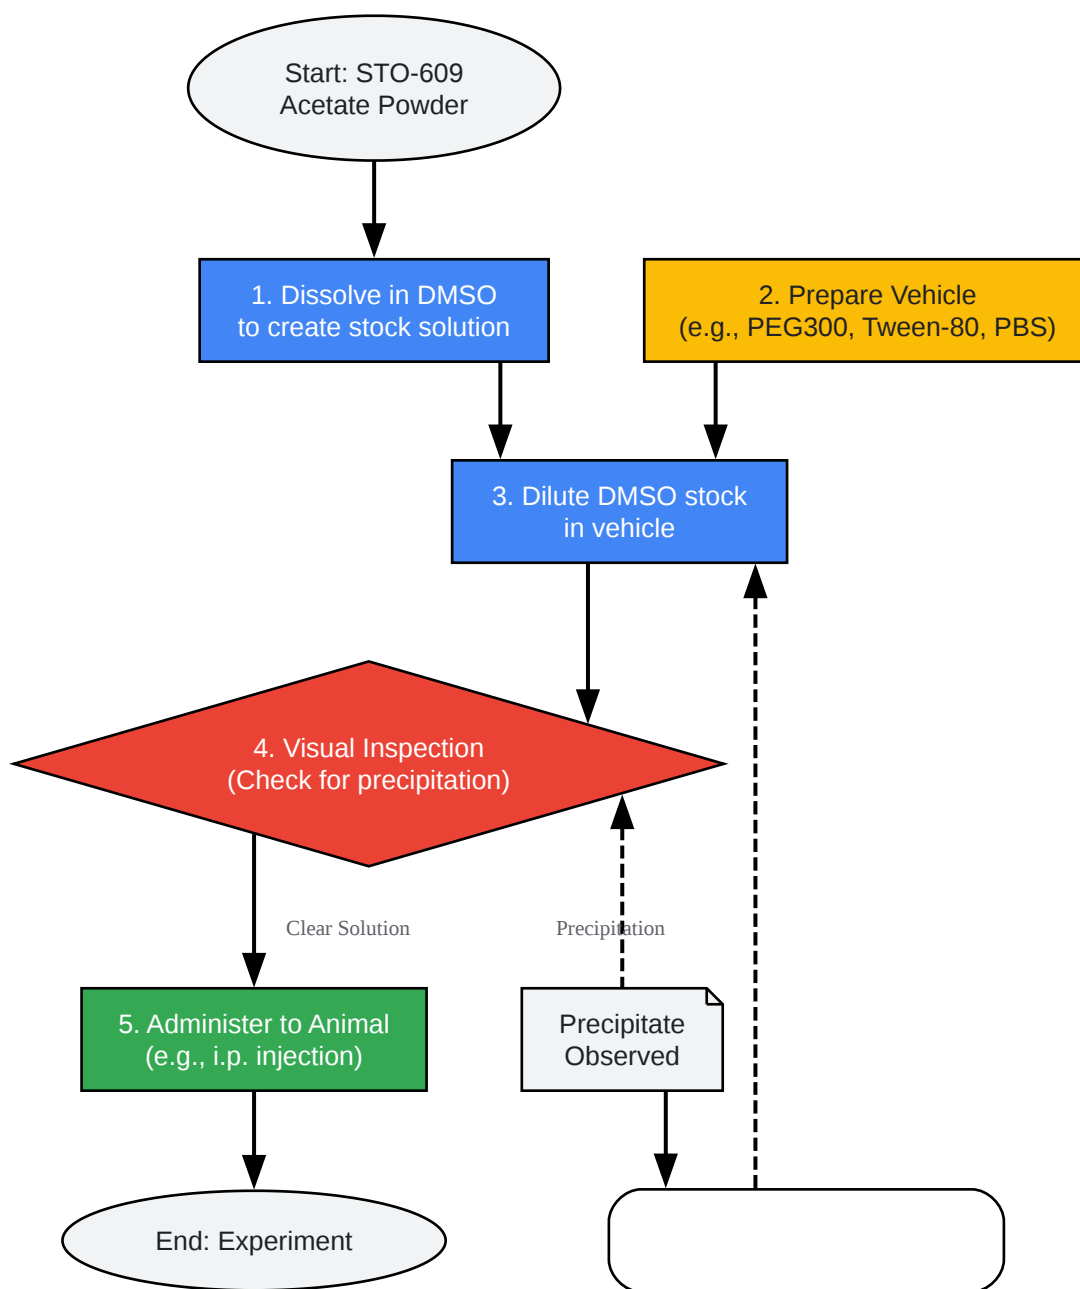 Start: STO-609
Acetate Powder
1. Dissolve in DMSO
to create stock solution
2. Prepare Vehicle
(e.g., PEG300, Tween-80, PBS)
3. Dilute DMSO stock
in vehicle
4. Visual Inspection
(Check for precipitation)
Clear Solution
Precipitation
5. Administer to Animal
(e.g., i.p. injection)
Precipitate
Observed
End: Experiment